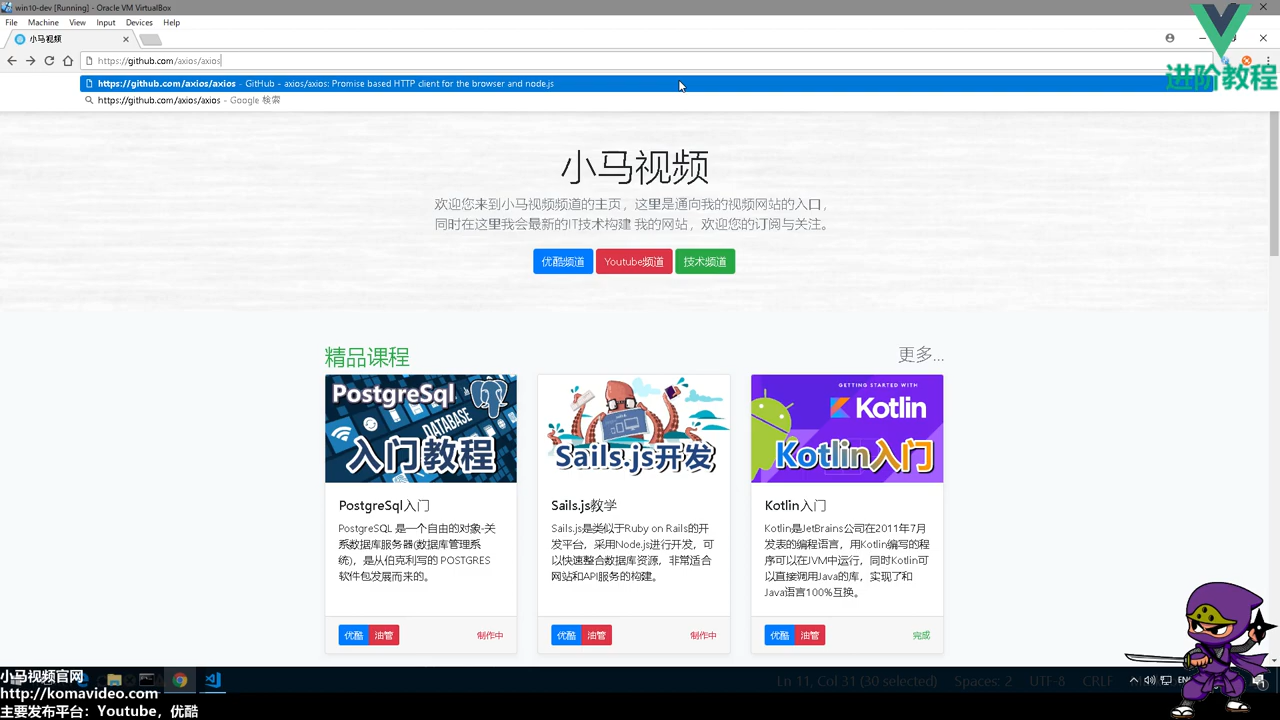 win10-dev [Running] - Oracle VM VirtualBox
File Machine View Input Devices Help
小马视频
https://github.com/axios/axios
https://github.com/axios/axios - GitHub - axios/axios: Promise based HTTP client for the browser and node.js
https://github.com/axios/axios - Google 検索
进阶教程
小马视频
欢迎您来到小马视频频道的主页，这里是通向我的视频网站的入口，
同时在这里我会最新的IT技术构建 我的网站，欢迎您的订阅与关注。
优酷频道 Youtube频道 技术频道
精品课程 更多...
PostgreSql
DATABASE
入门教程
Sails.js开发
GETTING STARTED WITH
Kotlin
Kotlin入门
PostgreSql入门
PostgreSQL 是一个自由的对象-关
系数据库服务器(数据库管理系
统)，是从伯克利写的 POSTGRES
软件包发展而来的。
优酷 油管 制作中
Sails.js教学
Sails.js是类似于Ruby on Rails的开
发平台，采用Node.js进行开发，可
以快速整合数据库资源，非常适合
网站和API服务的构建。
优酷 油管 制作中
Kotlin入门
Kotlin是JetBrains公司在2011年7月
发表的编程语言，用Kotlin编写的程
序可以在JVM中运行，同时Kotlin可
以直接调用Java的库，实现了和
Java语言100%互换。
优酷 油管 完成
小马视频官网
http://komavideo.com
主要发布平台：Youtube，优酷
Ln 11, Col 31 (30 selected) Spaces: 2 UTF-8 CRLF
ENG